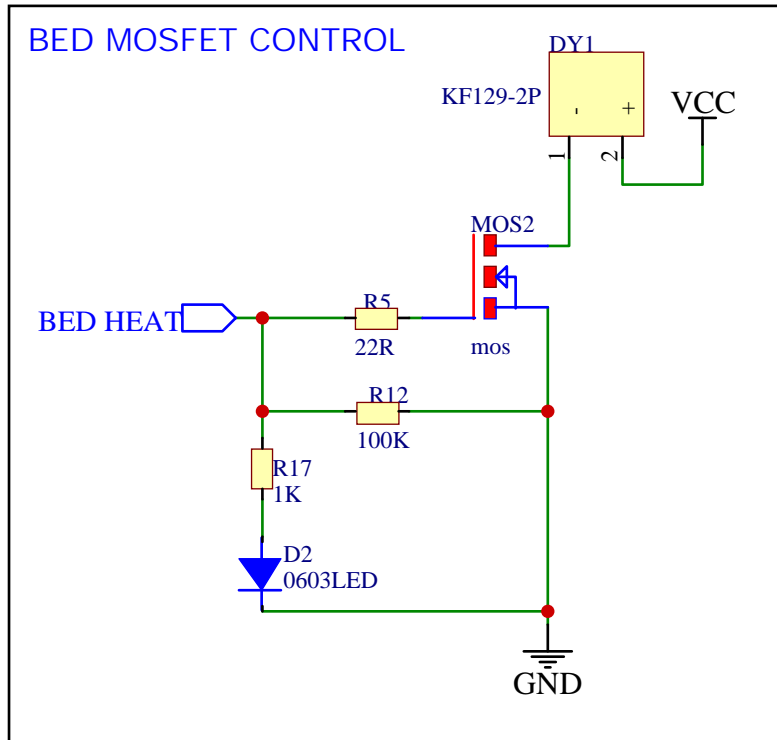 BED MOSFET CONTROL
DY1
KF129-2P
- +
VCC
1 2
MOS2
BED HEAT
R5
22R
mos
R12
100K
R17
1K
D2
0603LED
GND